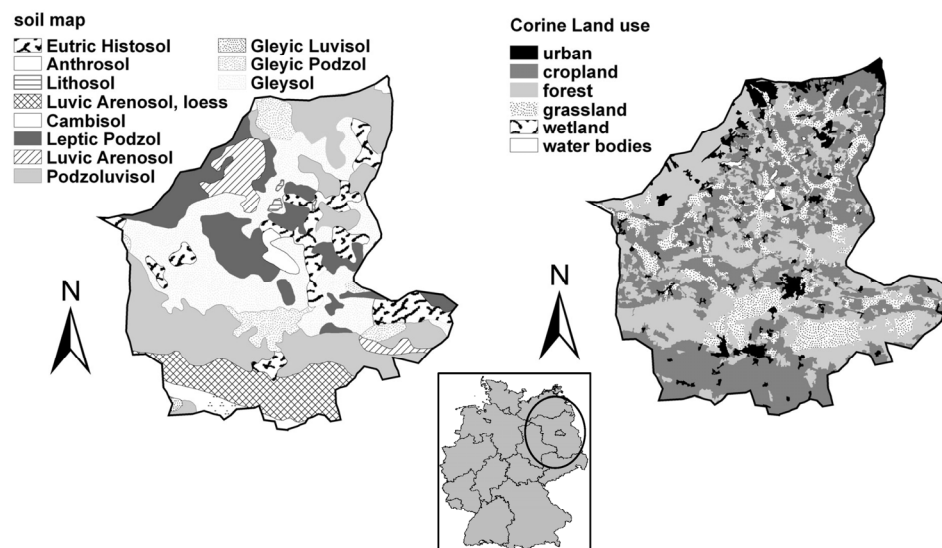 soil map
Eutric Histosol
Anthrosol
Lithosol
Luvic Arenosol, loess
Cambisol
Leptic Podzol
Luvic Arenosol
Podzoluvisol
Gleyic Luvisol
Gleyic Podzol
Gleysol
N
Corine Land use
urban
cropland
forest
grassland
wetland
water bodies
N